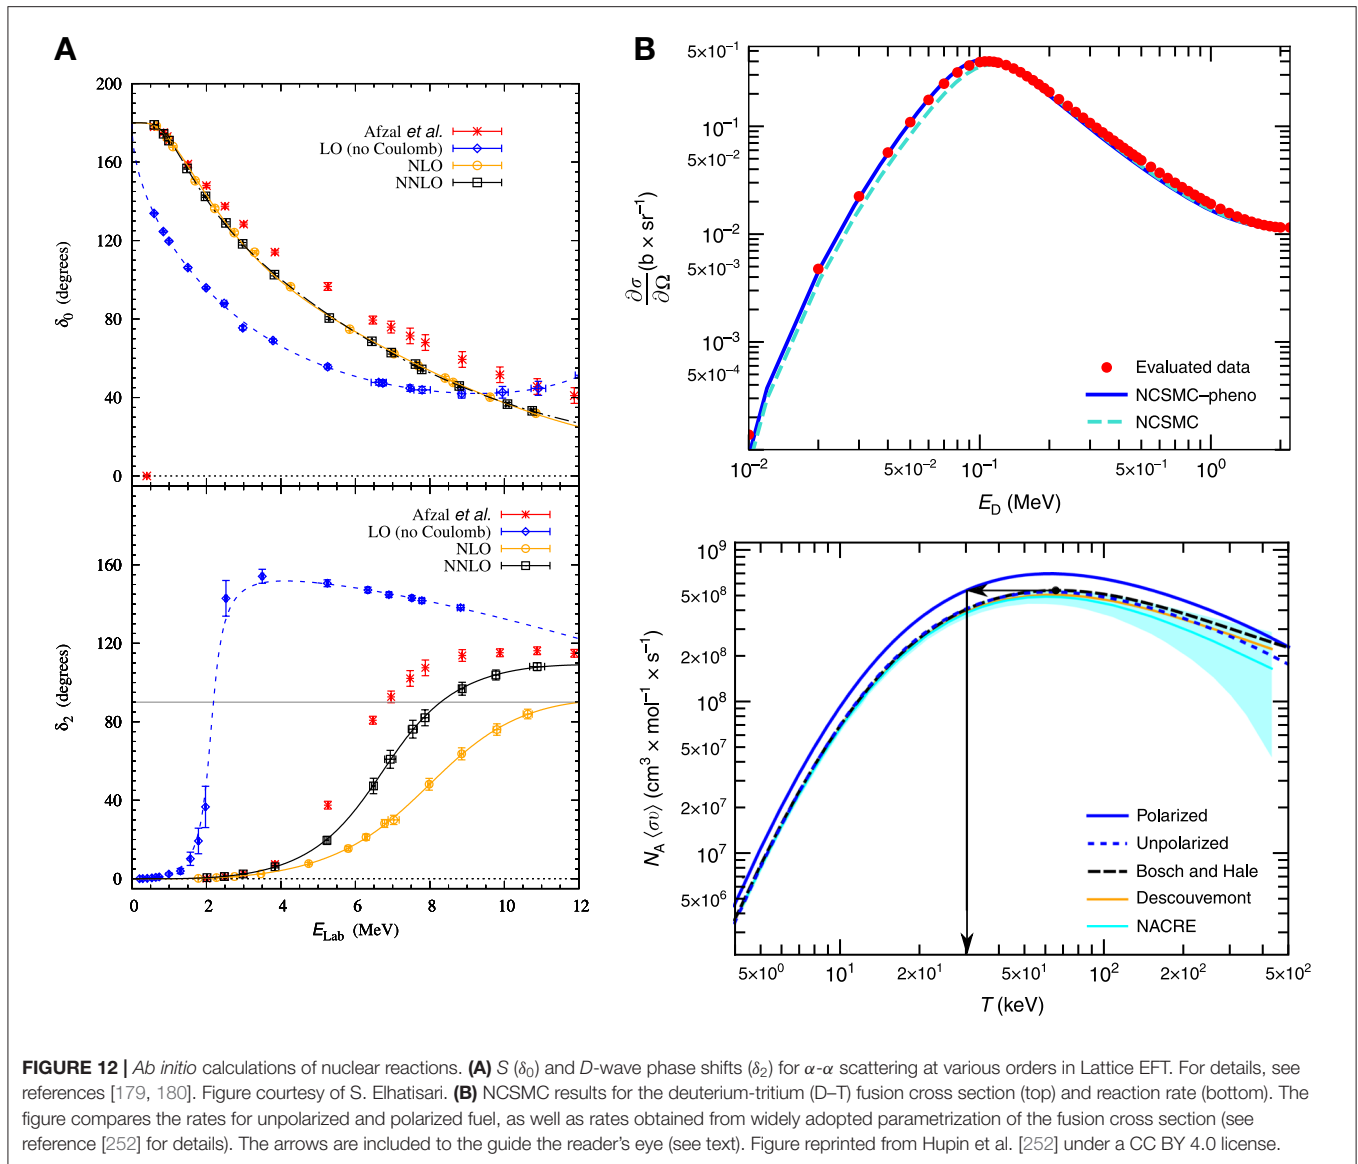 A
200
160
120
80
40
0
δ0 (degrees)
Afzal et al.
LO (no Coulomb)
NLO
NNLO
160
120
80
40
0
δ2 (degrees)
Afzal et al.
LO (no Coulomb)
NLO
NNLO
0 2 4 6 8 10 12
ELab (MeV)
B
5×10⁻¹
10⁻¹
5×10⁻²
10⁻²
5×10⁻³
10⁻³
5×10⁻⁴
∂σ/∂Ω (b × sr⁻¹)
Evaluated data
NCSMC–pheno
NCSMC
10⁻² 5×10⁻² 10⁻¹ 5×10⁻¹ 10⁰
ED (MeV)
10⁹
5×10⁸
2×10⁸
10⁸
5×10⁷
2×10⁷
10⁷
5×10⁶
NA ⟨σν⟩ (cm³ × mol⁻¹ × s⁻¹)
Polarized
Unpolarized
Bosch and Hale
Descouvemont
NACRE
5×10⁰ 10¹ 2×10¹ 5×10¹ 10² 2×10² 5×10²
T (keV)
FIGURE 12 | Ab initio calculations of nuclear reactions. (A) S (δ0) and D-wave phase shifts (δ2) for α-α scattering at various orders in Lattice EFT. For details, see
references [179, 180]. Figure courtesy of S. Elhatisari. (B) NCSMC results for the deuterium-tritium (D–T) fusion cross section (top) and reaction rate (bottom). The
figure compares the rates for unpolarized and polarized fuel, as well as rates obtained from widely adopted parametrization of the fusion cross section (see
reference [252] for details). The arrows are included to the guide the reader's eye (see text). Figure reprinted from Hupin et al. [252] under a CC BY 4.0 license.